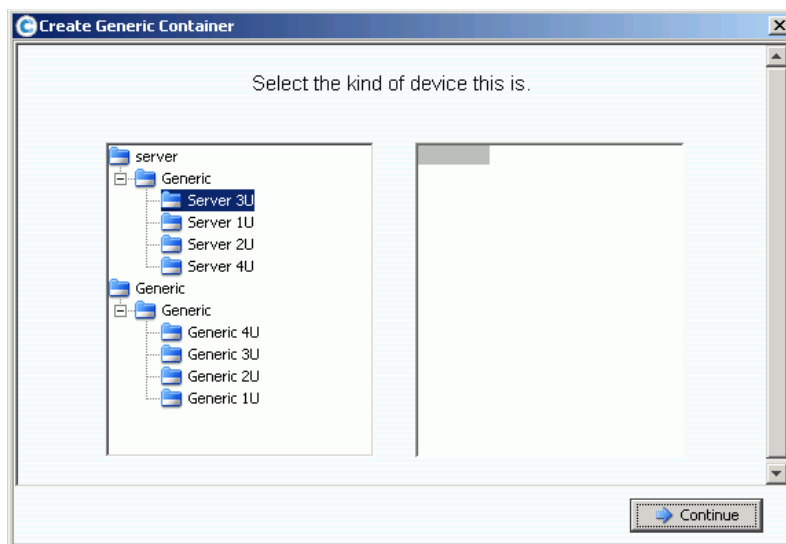 Create Generic Container
Select the kind of device this is.
server
Generic
Server 3U
Server 1U
Server 2U
Server 4U
Generic
Generic
Generic 4U
Generic 3U
Generic 2U
Generic 1U
Continue